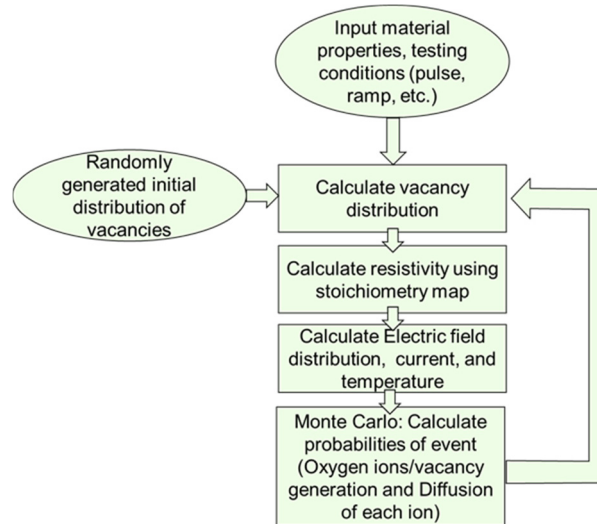 Input material
properties, testing
conditions (pulse,
ramp, etc.)
Randomly
generated initial
distribution of
vacancies
Calculate vacancy
distribution
Calculate resistivity using
stoichiometry map
Calculate Electric field
distribution, current, and
temperature
Monte Carlo: Calculate
probabilities of event
(Oxygen ions/vacancy
generation and Diffusion
of each ion)